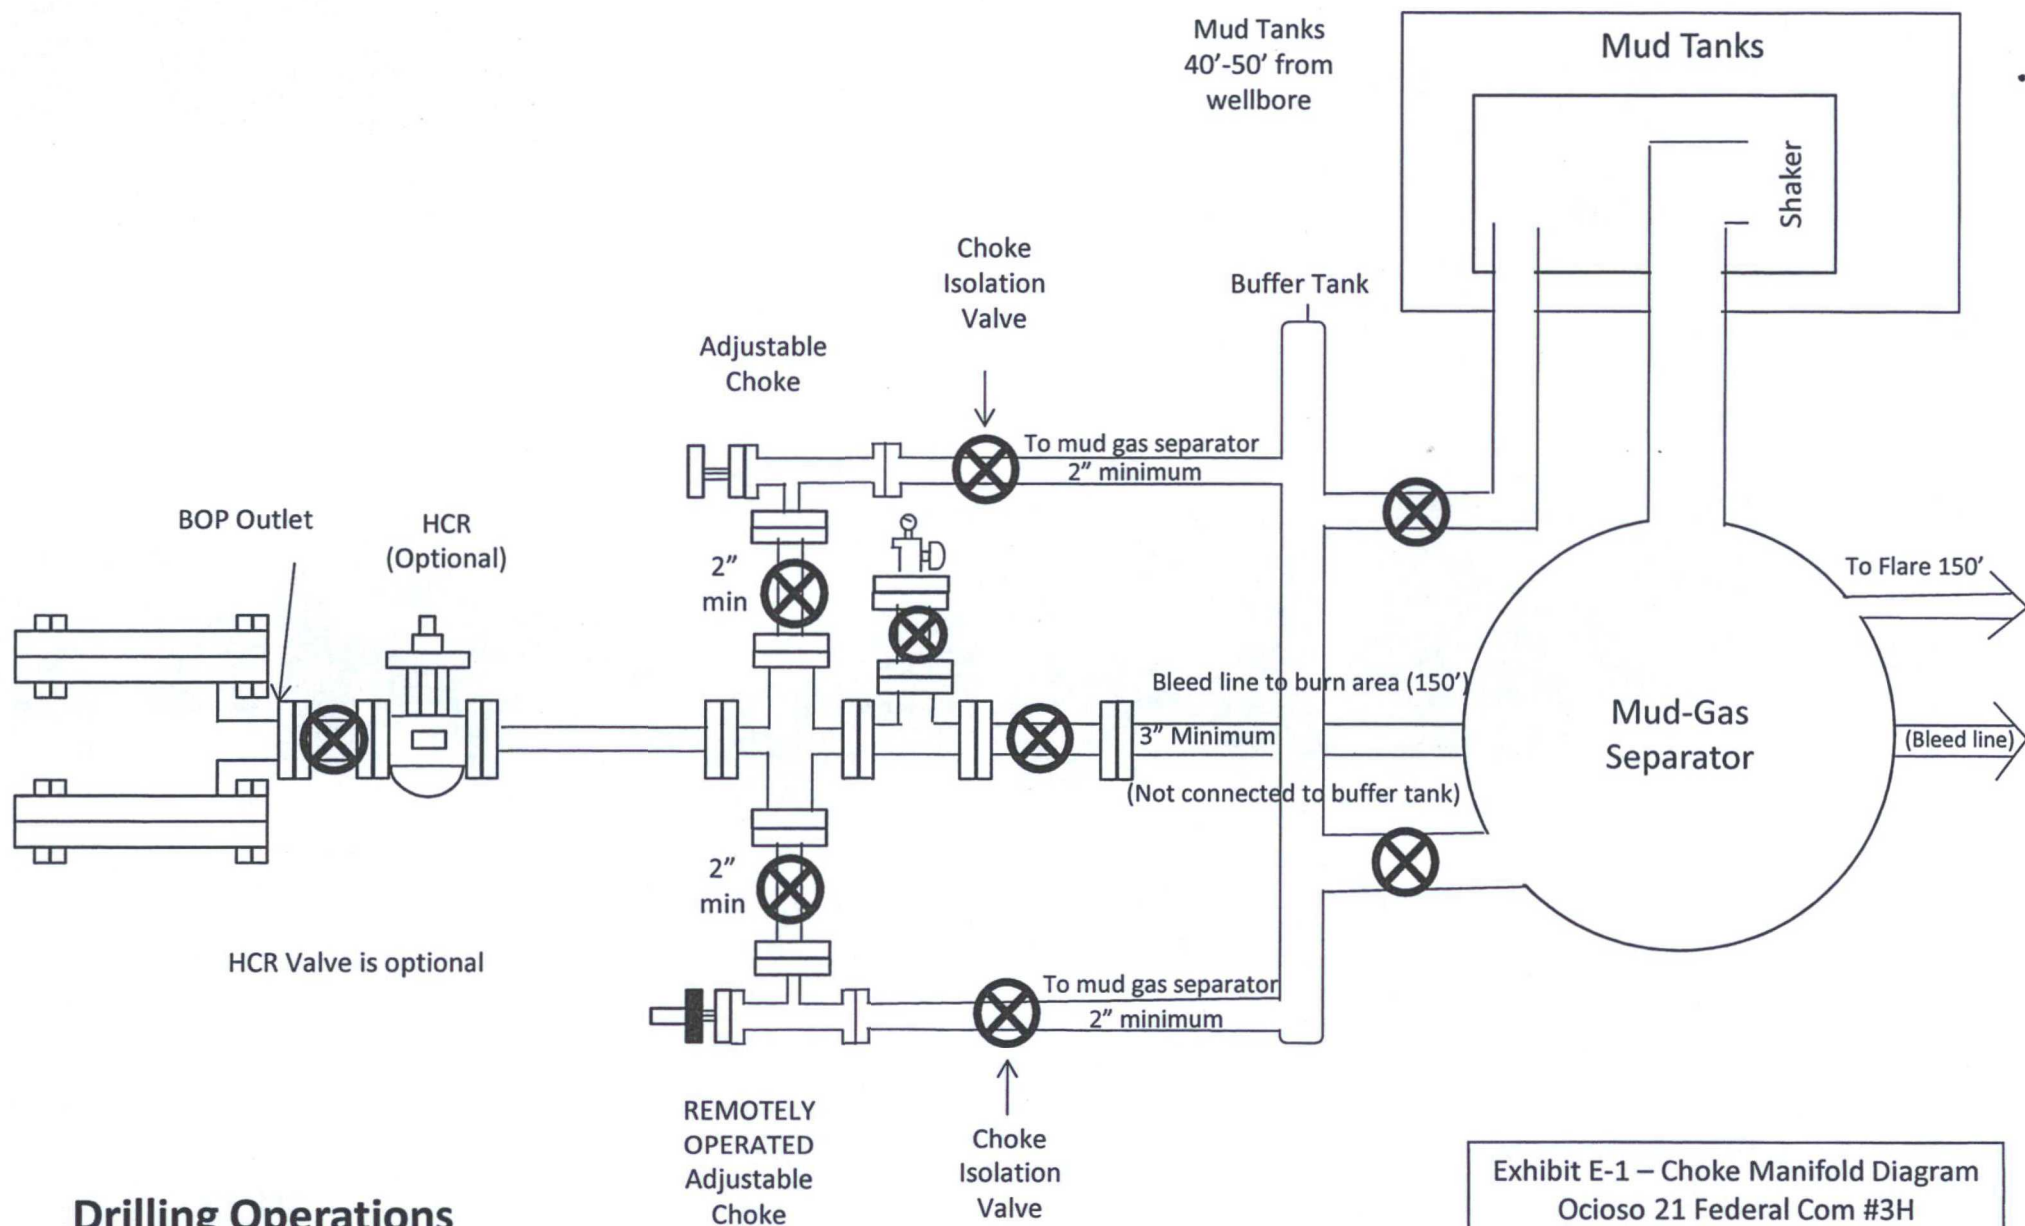 Mud Tanks
40’-50’ from
wellbore
Mud Tanks
Shaker
Choke
Isolation
Valve
Buffer Tank
Adjustable
Choke
To mud gas separator
2” minimum
BOP Outlet
HCR
(Optional)
2”
min
To Flare 150’
Bleed line to burn area (150’)
3” Minimum
(Not connected to buffer tank)
Mud-Gas
Separator
(Bleed line)
2”
min
HCR Valve is optional
To mud gas separator
2” minimum
REMOTELY
OPERATED
Adjustable
Choke
Choke
Isolation
Valve
Drilling Operations
Exhibit E-1 – Choke Manifold Diagram
Ocioso 21 Federal Com #3H